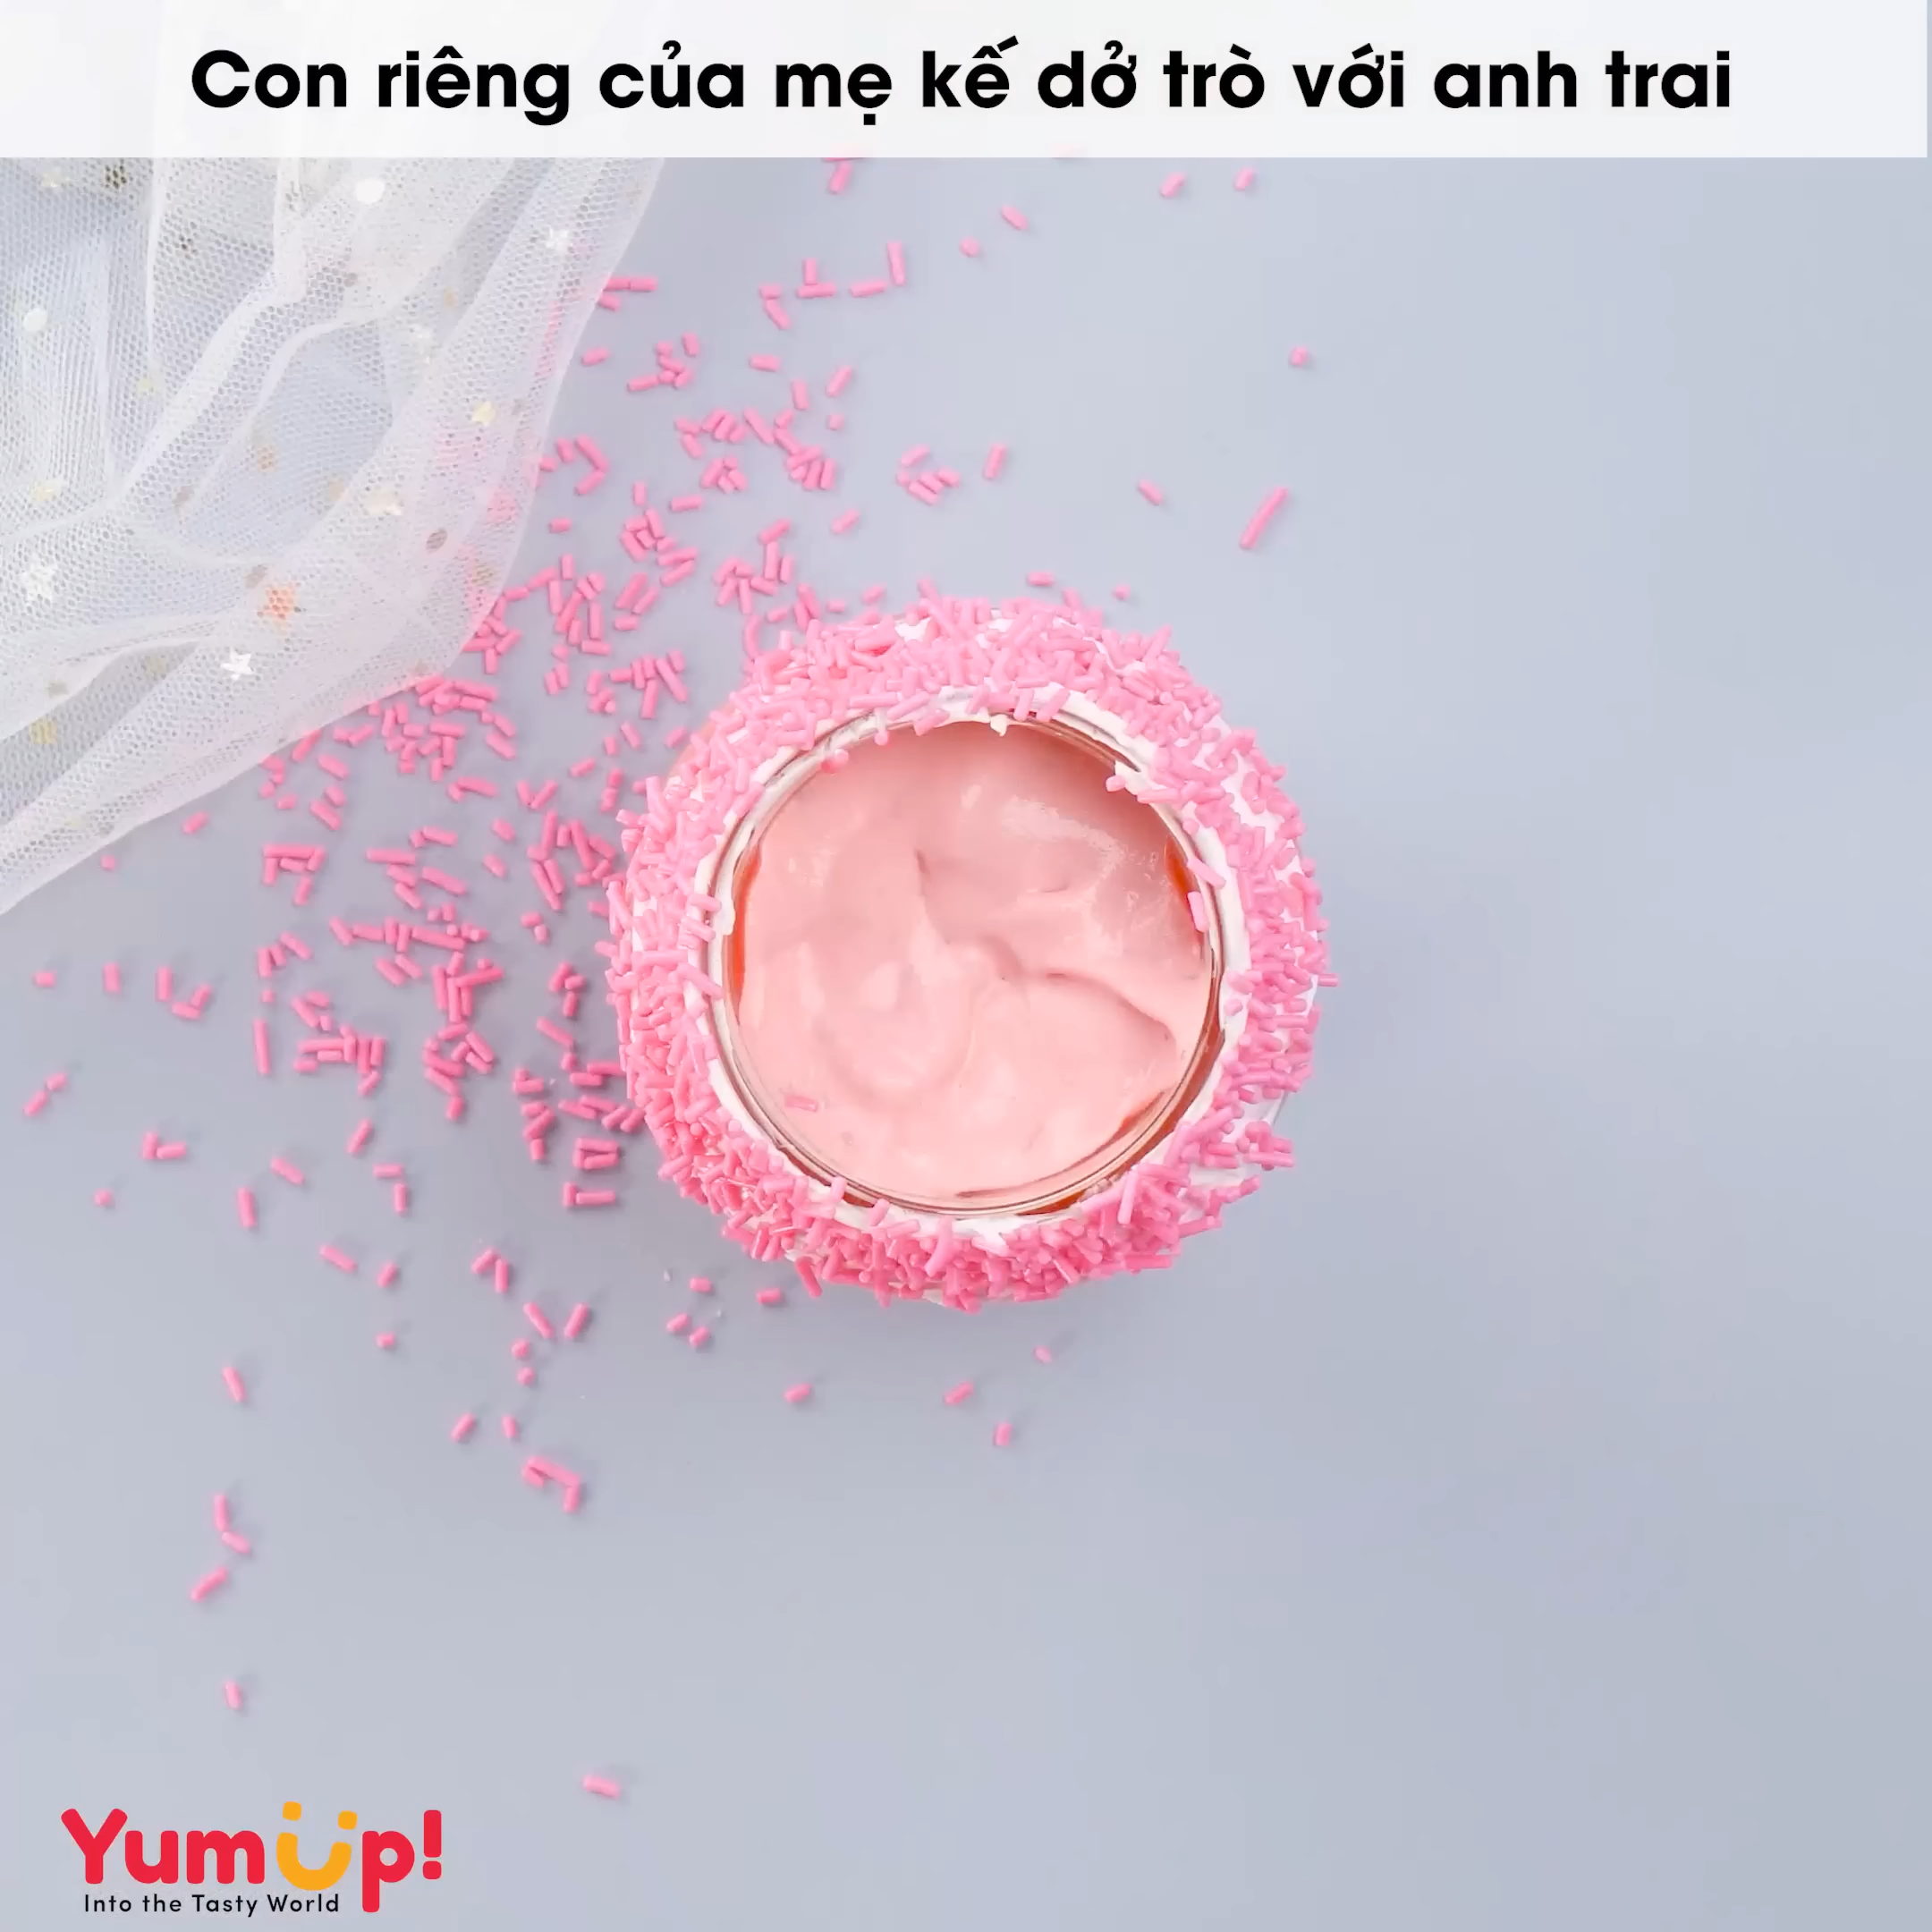 Con riêng của mẹ kế dở trò với anh trai
YumUp!
Into the Tasty World